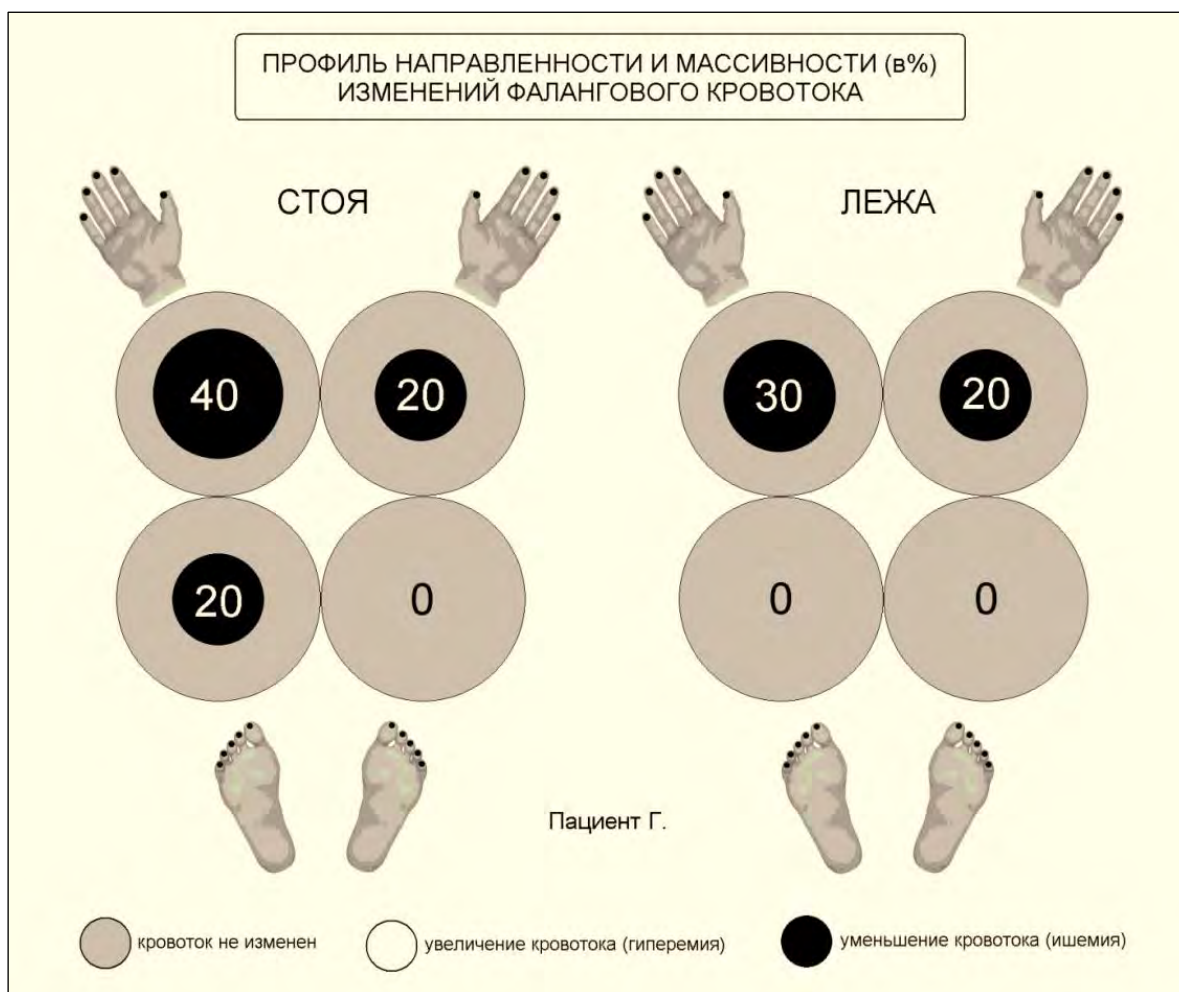 ПРОФИЛЬ НАПРАВЛЕННОСТИ И МАССИВНОСТИ (в%)
ИЗМЕНЕНИЙ ФАЛАНГОВОГО КРОВОТОКА
СТОЯ
ЛЕЖА
40
20
30
20
20
0
0
0
Пациент Г.
кровоток не изменен
увеличение кровотока (гиперемия)
уменьшение кровотока (ишемия)